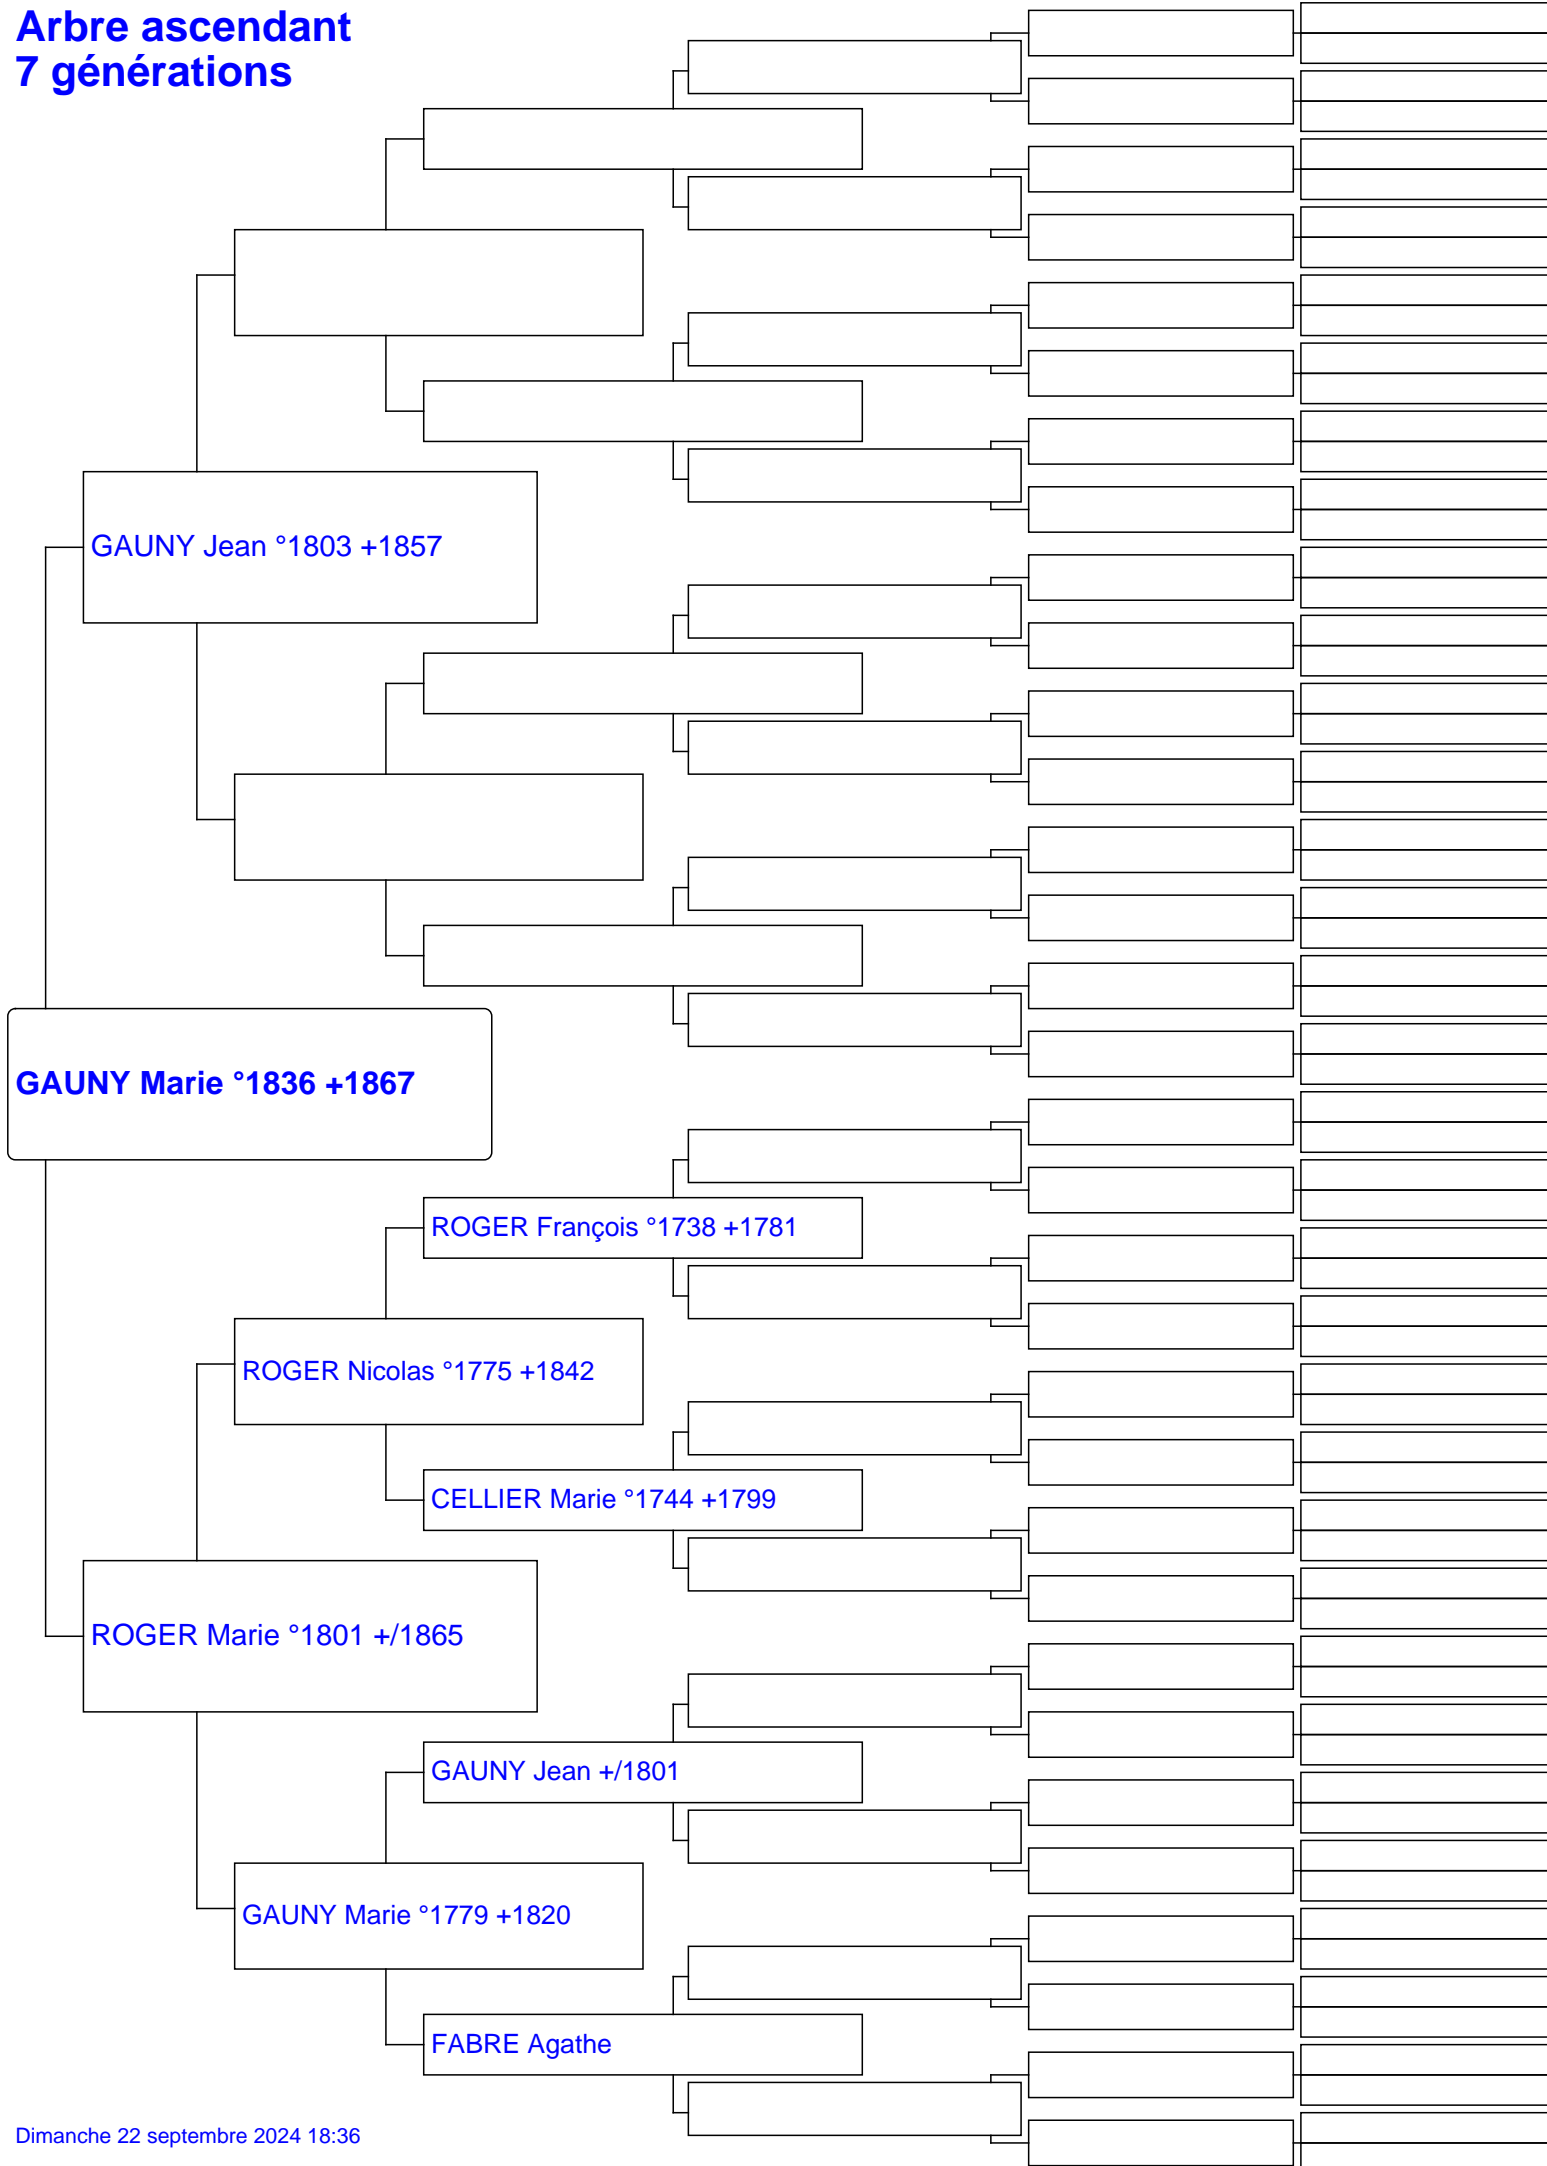 Arbre ascendant
7 générations
GAUNY Jean °1803 +1857
GAUNY Marie °1836 +1867
ROGER François °1738 +1781
ROGER Nicolas °1775 +1842
CELLIER Marie °1744 +1799
ROGER Marie °1801 +/1865
GAUNY Jean +/1801
GAUNY Marie °1779 +1820
FABRE Agathe
Dimanche 22 septembre 2024 18:36